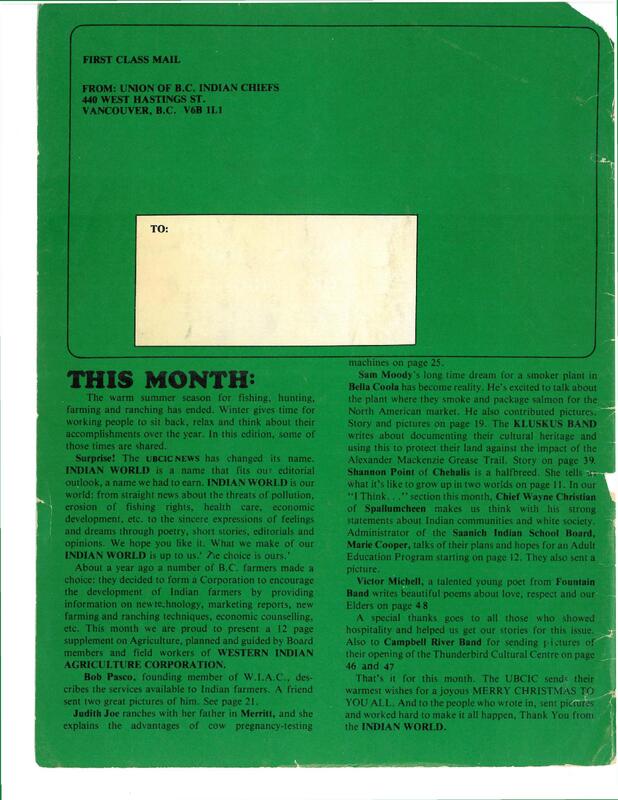 FIRST CLASS MAIL
FROM: UNION OF B.C. INDIAN CHIEFS
440 WEST HASTINGS ST.
VANCOUVER, B.C. V6B 1L1
TO:
THIS MONTH:
The warm summer season for fishing, hunting,
farming and ranching has ended. Winter gives time for
working people to sit back, relax and think about their
accomplishments over the year. In this edition, some of
those times are shared.
Surprise! The UBCIC NEWS has changed its name.
INDIAN WORLD is a name that fits our editorial
outlook, a name we had to earn. INDIAN WORLD is our
world: from straight news about the threats of pollution,
erosion of fishing rights, health care, economic
development, etc. to the sincere expressions of feelings
and dreams through poetry, short stories, editorials and
opinions. We hope you like it. What we make of our
INDIAN WORLD is up to us.' The choice is ours.'
About a year ago a number of B.C. farmers made a
choice: they decided to form a Corporation to encourage
the development of Indian farmers by providing
information on new technology, marketing reports, new
farming and ranching techniques, economic counselling,
etc. This month we are proud to present a 12 page
supplement on Agriculture, planned and guided by Board
members and field workers of WESTERN INDIAN
AGRICULTURE CORPORATION.
Bob Pasco, founding member of W.I.A.C., des-
cribes the services available to Indian farmers. A friend
sent two great pictures of him. See page 21.
Judith Joe ranches with her father in Merritt, and she
explains the advantages of cow pregnancy-testing
machines on page 25.
Sam Moody's long time dream for a smoker plant in
Bella Coola has become reality. He's excited to talk about
the plant where they smoke and package salmon for the
North American market. He also contributed pictures.
Story and pictures on page 19. The KLUSKUS BAND
writes about documenting their cultural heritage and
using this to protect their land against the impact of the
Alexander Mackenzie Grease Trail. Story on page 39.
Shannon Point of Chehalis is a halfbreed. She tells
what it's like to grow up in two worlds on page 11. In our
"I Think. . ." section this month, Chief Wayne Christian
of Spallumcheen makes us think with his strong
statements about Indian communities and white society.
Administrator of the Saanich Indian School Board,
Marie Cooper, talks of their plans and hopes for an Adult
Education Program starting on page 12. They also sent a
picture.
Victor Michell, a talented young poet from Fountain
Band writes beautiful poems about love, respect and our
Elders on page 48
A special thanks goes to all those who showed
hospitality and helped us get our stories for this issue.
Also to Campbell River Band for sending pictures of
their opening of the Thunderbird Cultural Centre on page
46 and 47
That's it for this month. The UBCIC sends their
warmest wishes for a joyous MERRY CHRISTMAS TO
YOU ALL. And to the people who wrote in, sent pictures
and worked hard to make it all happen, Thank You from
the INDIAN WORLD.